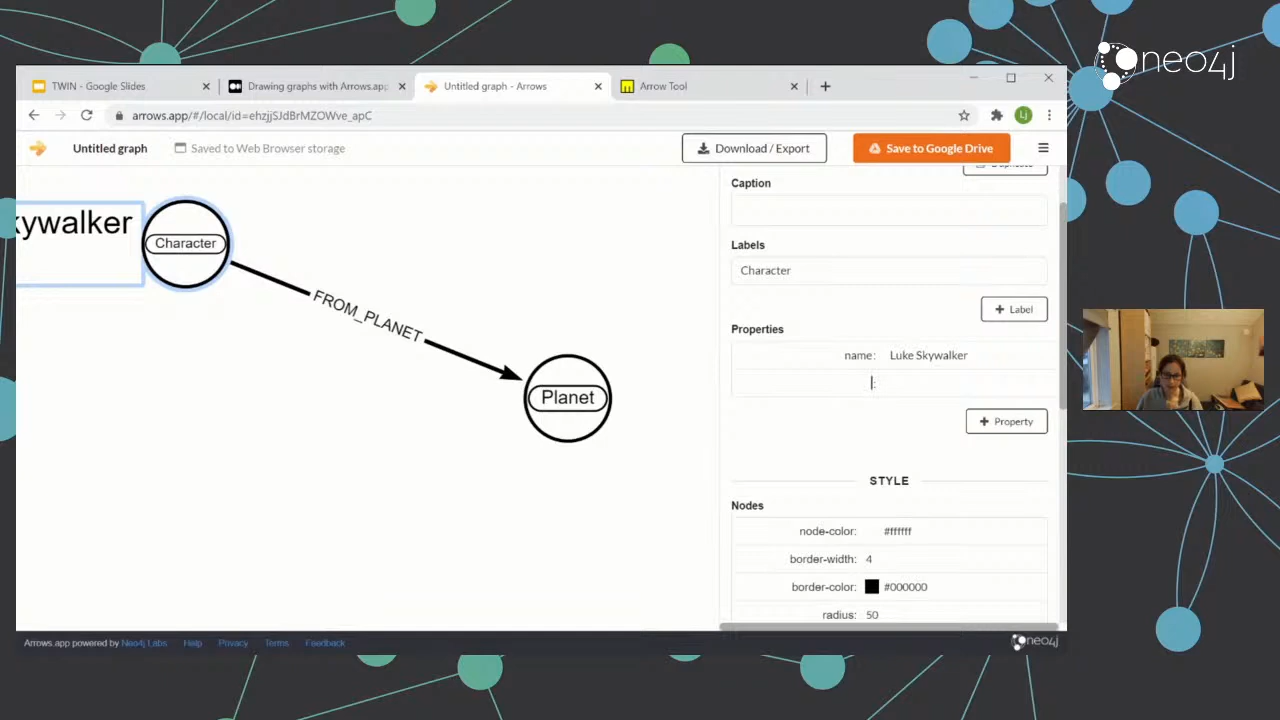 neo4j
TWIN - Google Slides
Drawing graphs with Arrows.app
Untitled graph - Arrows
Arrow Tool
arrows.app/#/local/id=ehzjjSJdBrMZOWve_apC
Lj
Untitled graph
Saved to Web Browser storage
Download / Export
Save to Google Drive
Caption
kywalker
Character
Labels
Character
FROM_PLANET
Label
Properties
name: Luke Skywalker
:
Planet
Property
STYLE
Nodes
node-color: #ffffff
border-width: 4
border-color: #000000
radius: 50
Arrows.app powered by Neo4j Labs Help Privacy Terms Feedback
neo4j